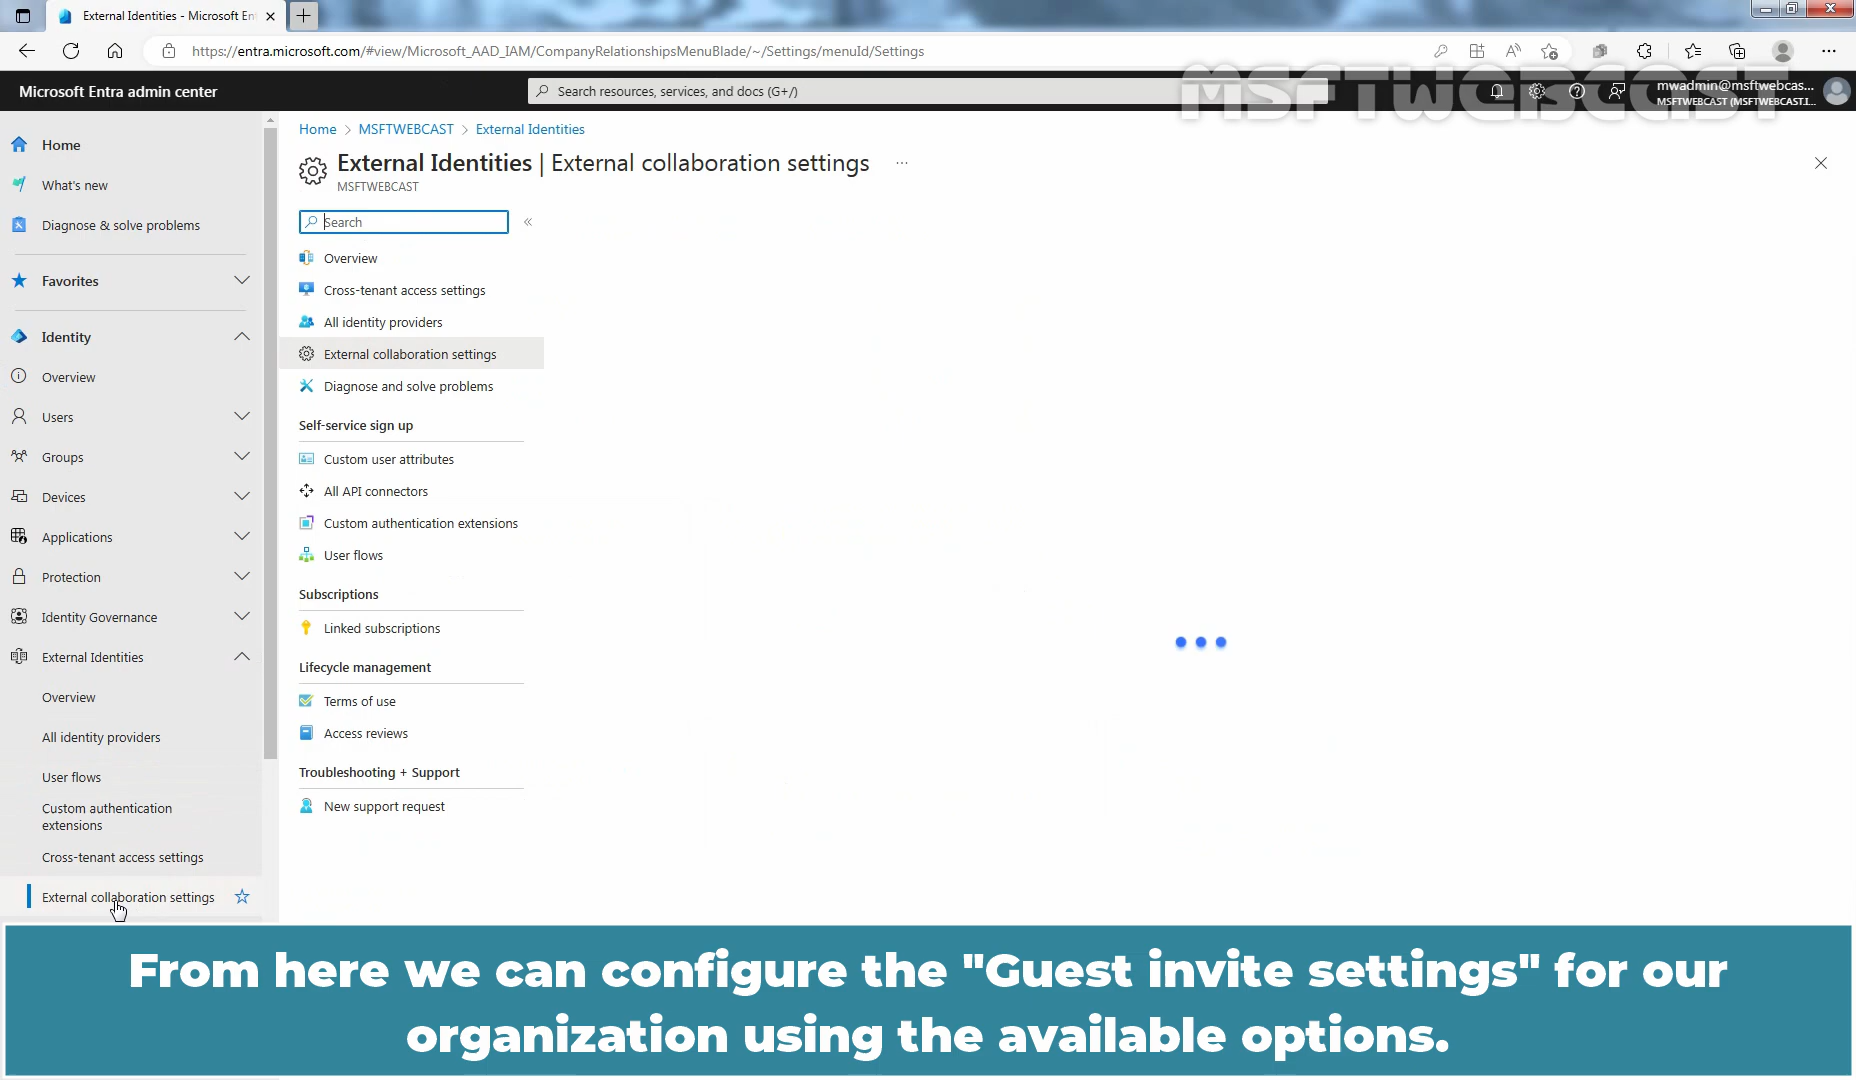 External Identities - Microsoft Ent
https://entra.microsoft.com/#view/Microsoft_AAD_IAM/CompanyRelationshipsMenuBlade/~/Settings/menuId/Settings
Microsoft Entra admin center
Search resources, services, and docs (G+/)
MSFTWEBCAST
mwadmin@msftwebcas...
MSFTWEBCAST (MSFTWEBCAST.I...
Home
What's new
Diagnose & solve problems
Favorites
Identity
Overview
Users
Groups
Devices
Applications
Protection
Identity Governance
External Identities
Overview
All identity providers
User flows
Custom authentication
extensions
Cross-tenant access settings
External collaboration settings
Home > MSFTWEBCAST > External Identities
External Identities | External collaboration settings ...
MSFTWEBCAST
Search
Overview
Cross-tenant access settings
All identity providers
External collaboration settings
Diagnose and solve problems
Self-service sign up
Custom user attributes
All API connectors
Custom authentication extensions
User flows
Subscriptions
Linked subscriptions
Lifecycle management
Terms of use
Access reviews
Troubleshooting + Support
New support request
From here we can configure the "Guest invite settings" for our
organization using the available options.